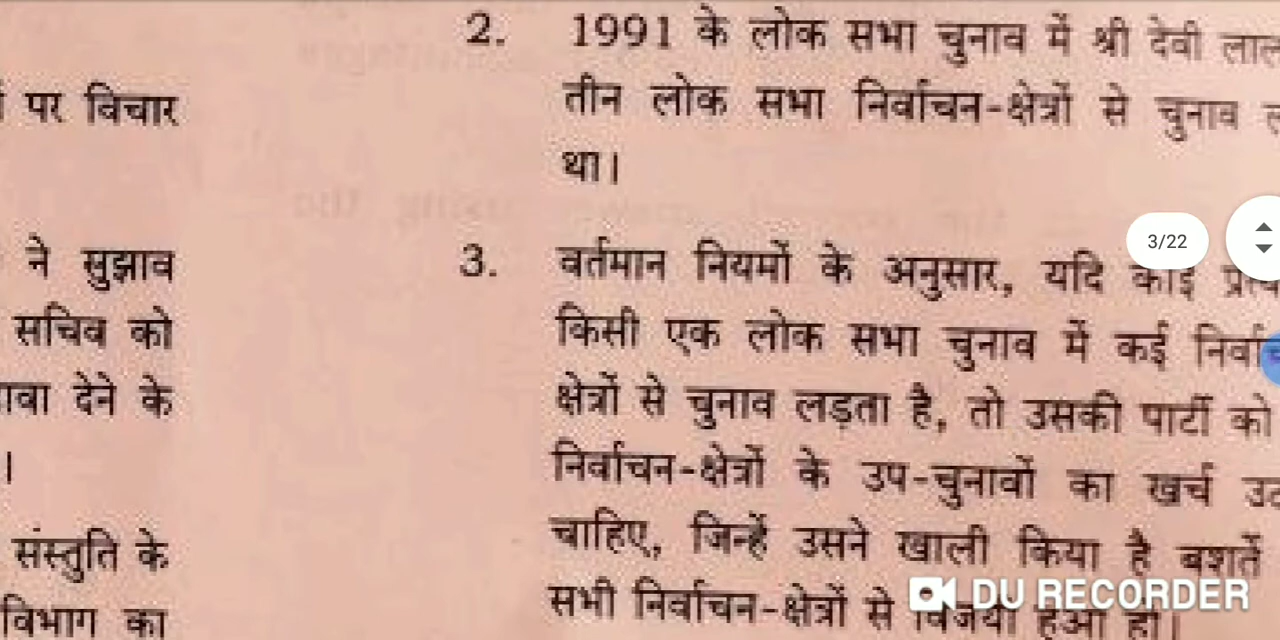 पर विचार
ने सुझाव
सचिव को
देने के
।
संस्तुति के
विभाग का
2. 1991 के लोक सभा चुनाव में श्री देवी लाल
तीन लोक सभा निर्वाचन-क्षेत्रों से चुनाव
था।
3. वर्तमान नियमों के अनुसार, यदि कोई
किसी एक लोक सभा चुनाव में कई
क्षेत्रों से चुनाव लड़ता है, तो उसकी पार्टी को
निर्वाचन-क्षेत्रों के उप-चुनावों का खर्च
चाहिए, जिन्हें उसने खाली किया है बशर्ते
सभी निर्वाचन-क्षेत्रों से विजयी हुआ हो।
3/22
DU RECORDER